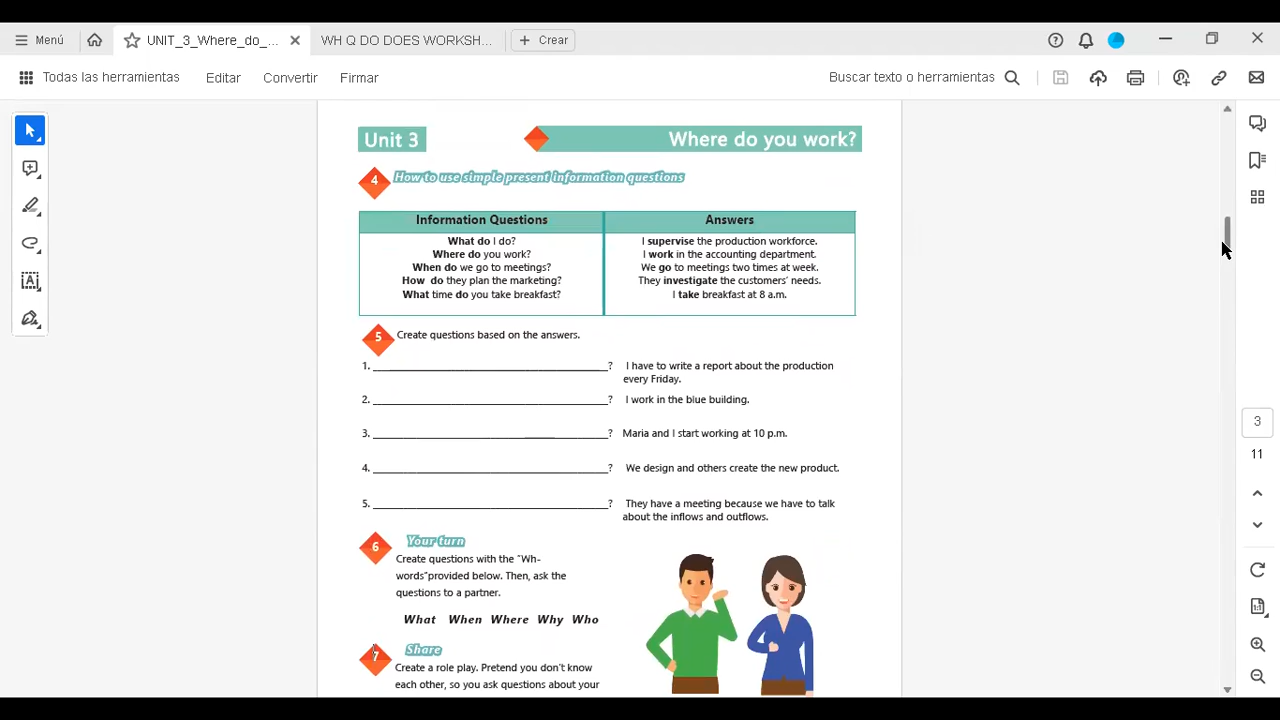 Menú
UNIT_3_Where_do_...
WH Q DO DOES WORKSH...
Crear
Todas las herramientas
Editar
Convertir
Firmar
Buscar texto o herramientas
Unit 3
Where do you work?
4 How to use simple present information questions
Information Questions Answers
What do I do? I supervise the production workforce.
Where do you work? I work in the accounting department.
When do we go to meetings? We go to meetings two times at week.
How do they plan the marketing? They investigate the customers' needs.
What time do you take breakfast? I take breakfast at 8 a.m.
5 Create questions based on the answers.
1. ______________________________________? I have to write a report about the production
every Friday.
2. ______________________________________? I work in the blue building.
3. ______________________________________? Maria and I start working at 10 p.m.
4. ______________________________________? We design and others create the new product.
5. ______________________________________? They have a meeting because we have to talk
about the inflows and outflows.
6 Your turn
Create questions with the "Wh-
words"provided below. Then, ask the
questions to a partner.
What When Where Why Who
7 Share
Create a role play. Pretend you don't know
each other, so you ask questions about your
3
11